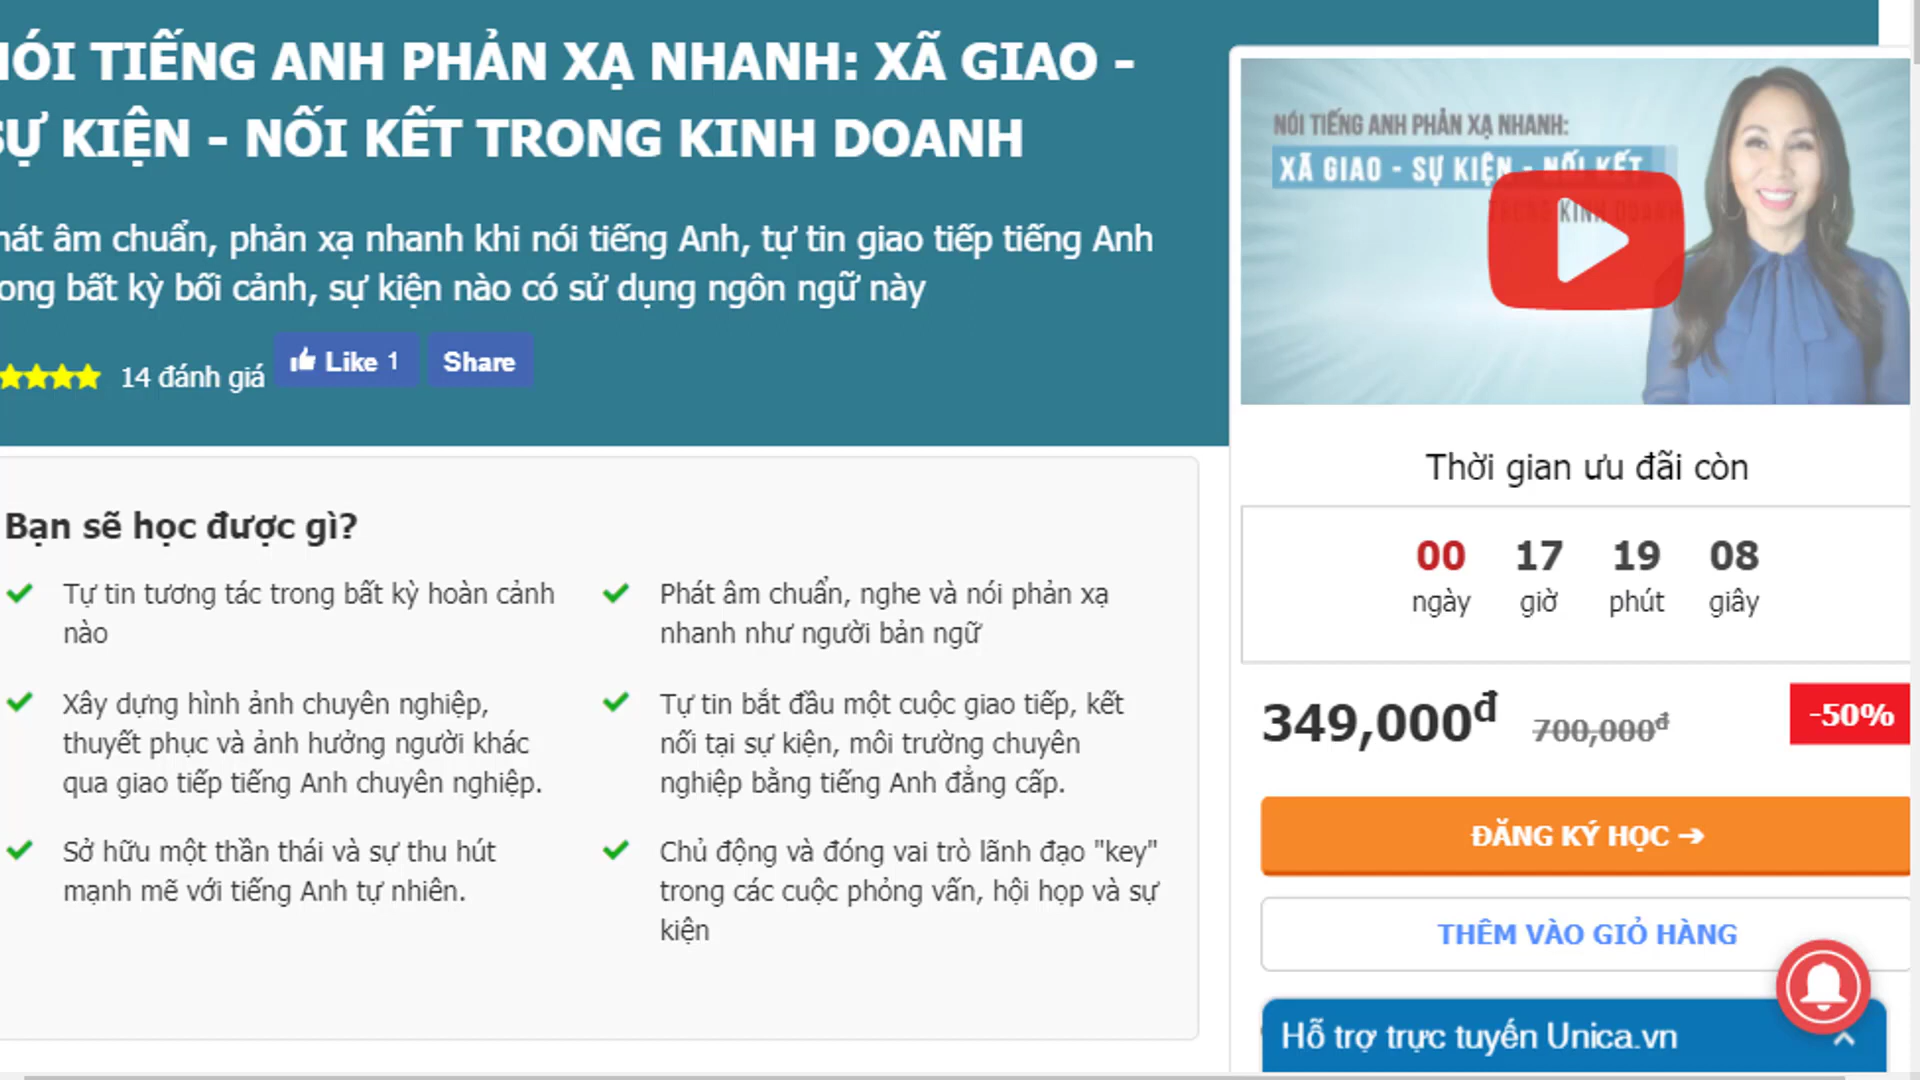 NÓI TIẾNG ANH PHẢN XẠ NHANH: XÃ GIAO -
SỰ KIỆN - NỐI KẾT TRONG KINH DOANH
hát âm chuẩn, phản xạ nhanh khi nói tiếng Anh, tự tin giao tiếp tiếng Anh
ong bất kỳ bối cảnh, sự kiện nào có sử dụng ngôn ngữ này
14 đánh giá
Like 1
Share
NÓI TIẾNG ANH PHẢN XẠ NHANH:
XÃ GIAO - SỰ KIỆN - NỐI KẾT
TRONG KINH DOANH
Thời gian ưu đãi còn
00 17 19 08
ngày giờ phút giây
349,000đ 700,000đ -50%
ĐĂNG KÝ HỌC ➔
THÊM VÀO GIỎ HÀNG
Hỗ trợ trực tuyến Unica.vn
Bạn sẽ học được gì?
Tự tin tương tác trong bất kỳ hoàn cảnh
nào
Phát âm chuẩn, nghe và nói phản xạ
nhanh như người bản ngữ
Xây dựng hình ảnh chuyên nghiệp,
thuyết phục và ảnh hưởng người khác
qua giao tiếp tiếng Anh chuyên nghiệp.
Tự tin bắt đầu một cuộc giao tiếp, kết
nối tại sự kiện, môi trường chuyên
nghiệp bằng tiếng Anh đẳng cấp.
Sở hữu một thần thái và sự thu hút
mạnh mẽ với tiếng Anh tự nhiên.
Chủ động và đóng vai trò lãnh đạo "key"
trong các cuộc phỏng vấn, hội họp và sự
kiện